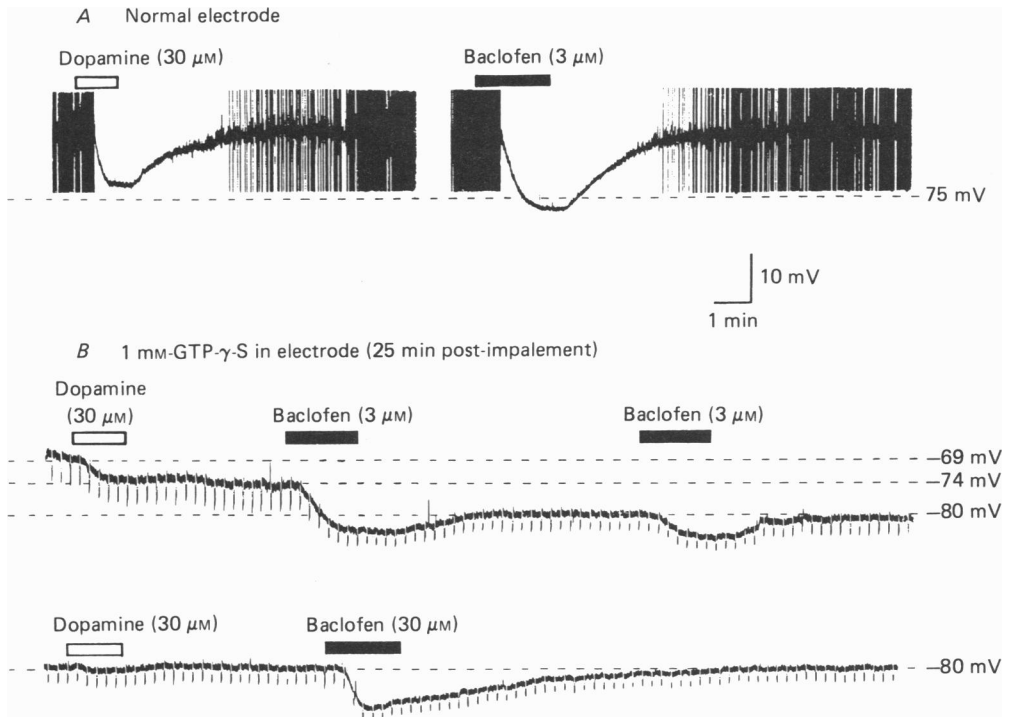 A Normal electrode
Dopamine (30 μM) Baclofen (3 μM)
75 mV
10 mV
1 min
B 1 mM-GTP-γ-S in electrode (25 min post-impalement)
Dopamine
(30 μM) Baclofen (3 μM) Baclofen (3 μM)
–69 mV
–74 mV
–80 mV
Dopamine (30 μM) Baclofen (30 μM)
–80 mV